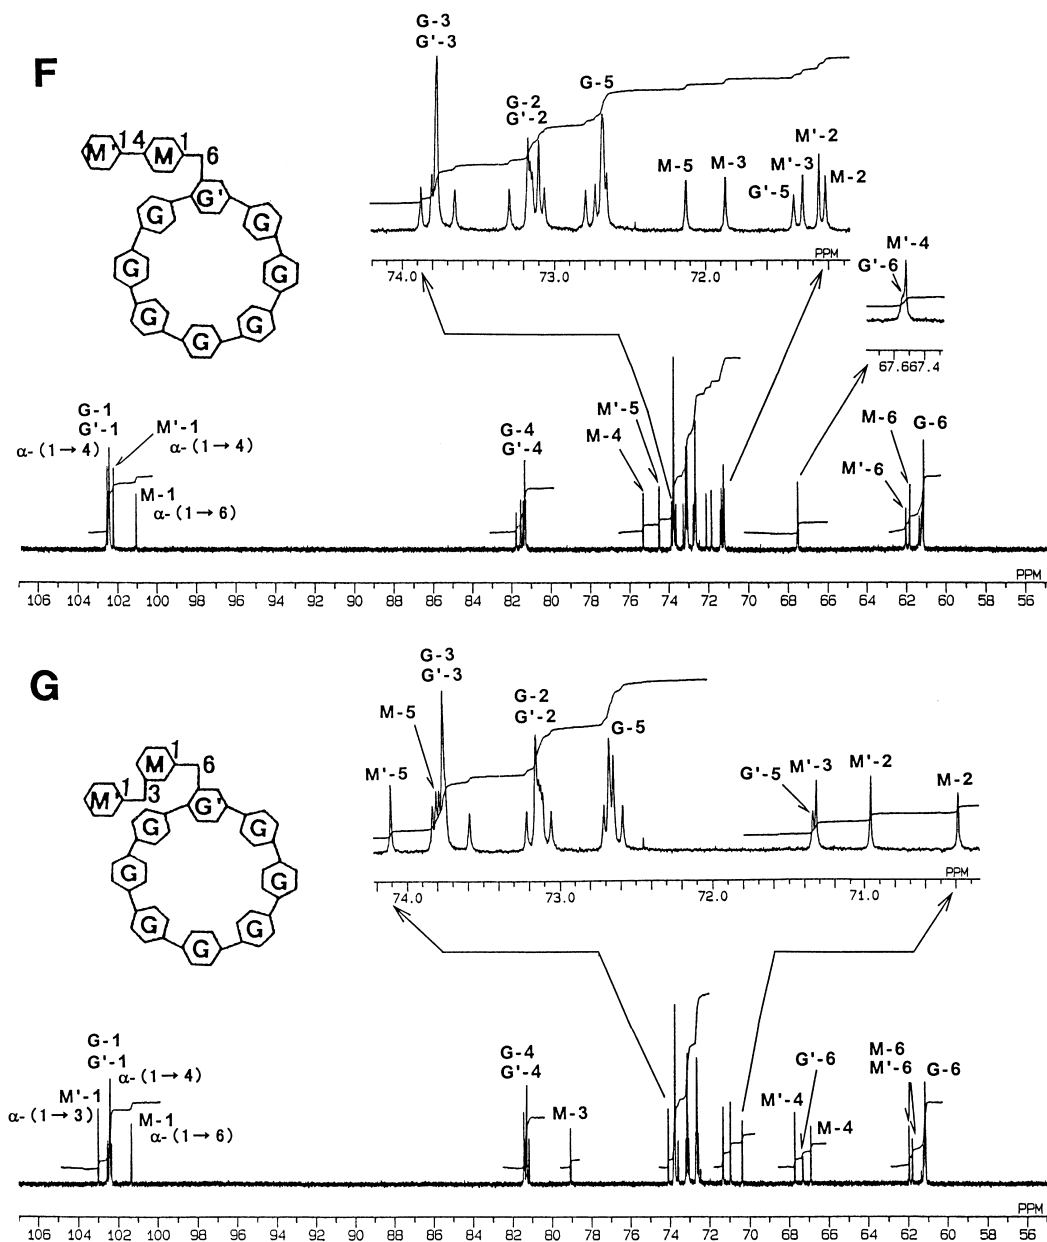 F
G-3
G'-3
G-2
G'-2
G-5
M-5
M-3
G'-5
M'-3
M'-2
M-2
M' 1 4 M 1 6
G'
G
G
G
G
G
G
G
74.0 73.0 72.0 PPM
M'-4
G'-6
67.6 67.4
G-1
G'-1
α-(1→4)
M'-1
α-(1→4)
M-1
α-(1→6)
G-4
G'-4
M'-5
M-4
M-6
G-6
M'-6
PPM
106 104 102 100 98 96 94 92 90 88 86 84 82 80 78 76 74 72 70 68 66 64 62 60 58 56
G
G-3
G'-3
M-5
M'-5
G-2
G'-2
G-5
G'-5
M'-3
M'-2
M-2
M 1 6
M' 1 3
G'
G
G
G
G
G
G
G
74.0 73.0 72.0 71.0 PPM
G-1
G'-1
α-(1→4)
M'-1
α-(1→3)
M-1
α-(1→6)
G-4
G'-4
M-3
G'-6
M'-4
M-4
M-6
M'-6
G-6
PPM
106 104 102 100 98 96 94 92 90 88 86 84 82 80 78 76 74 72 70 68 66 64 62 60 58 56